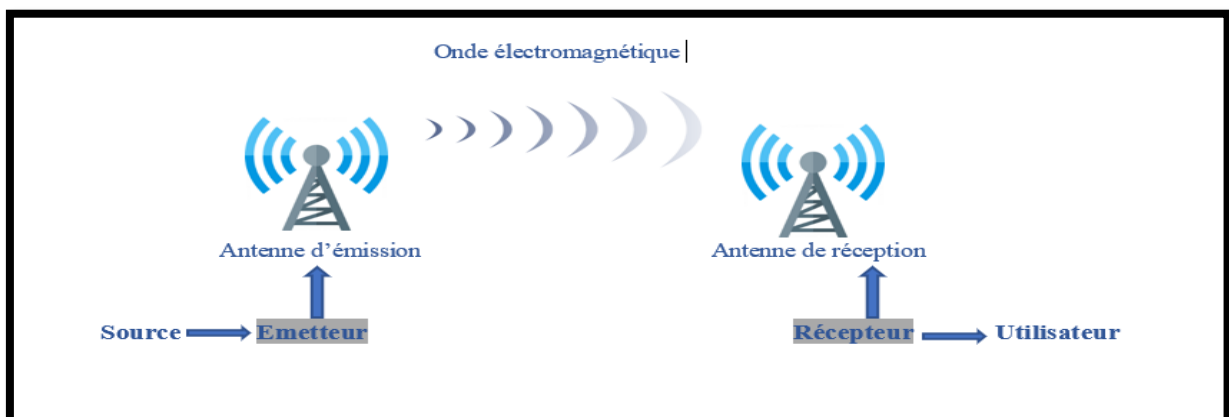 Onde électromagnétique
Antenne d'émission
Antenne de réception
Source
Emetteur
Récepteur
Utilisateur